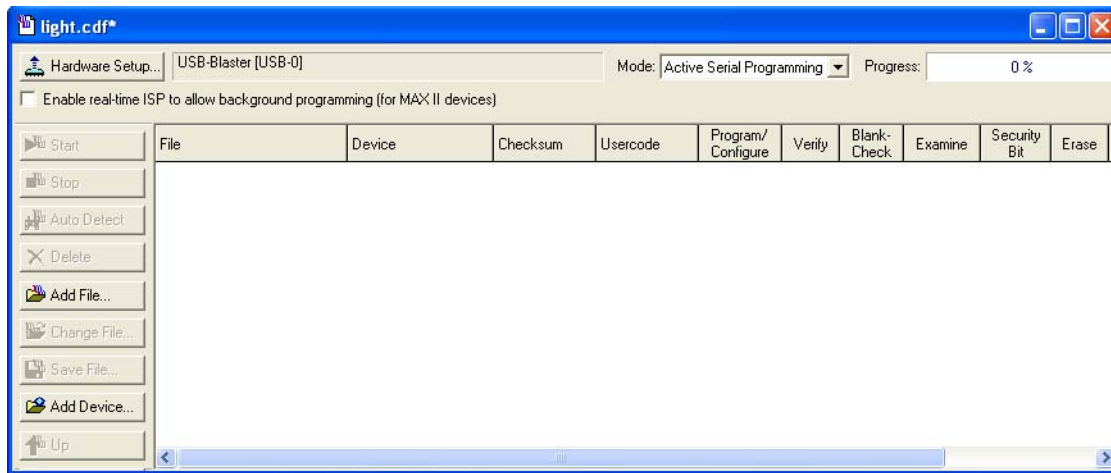 light.cdf*
Hardware Setup... USB-Blaster [USB-0] Mode: Active Serial Programming Progress: 0 %
Enable real-time ISP to allow background programming (for MAX II devices)
File Device Checksum Usercode Program/ Configure Verify Blank- Check Examine Security Bit Erase
Start
Stop
Auto Detect
Delete
Add File...
Change File...
Save File...
Add Device...
Up